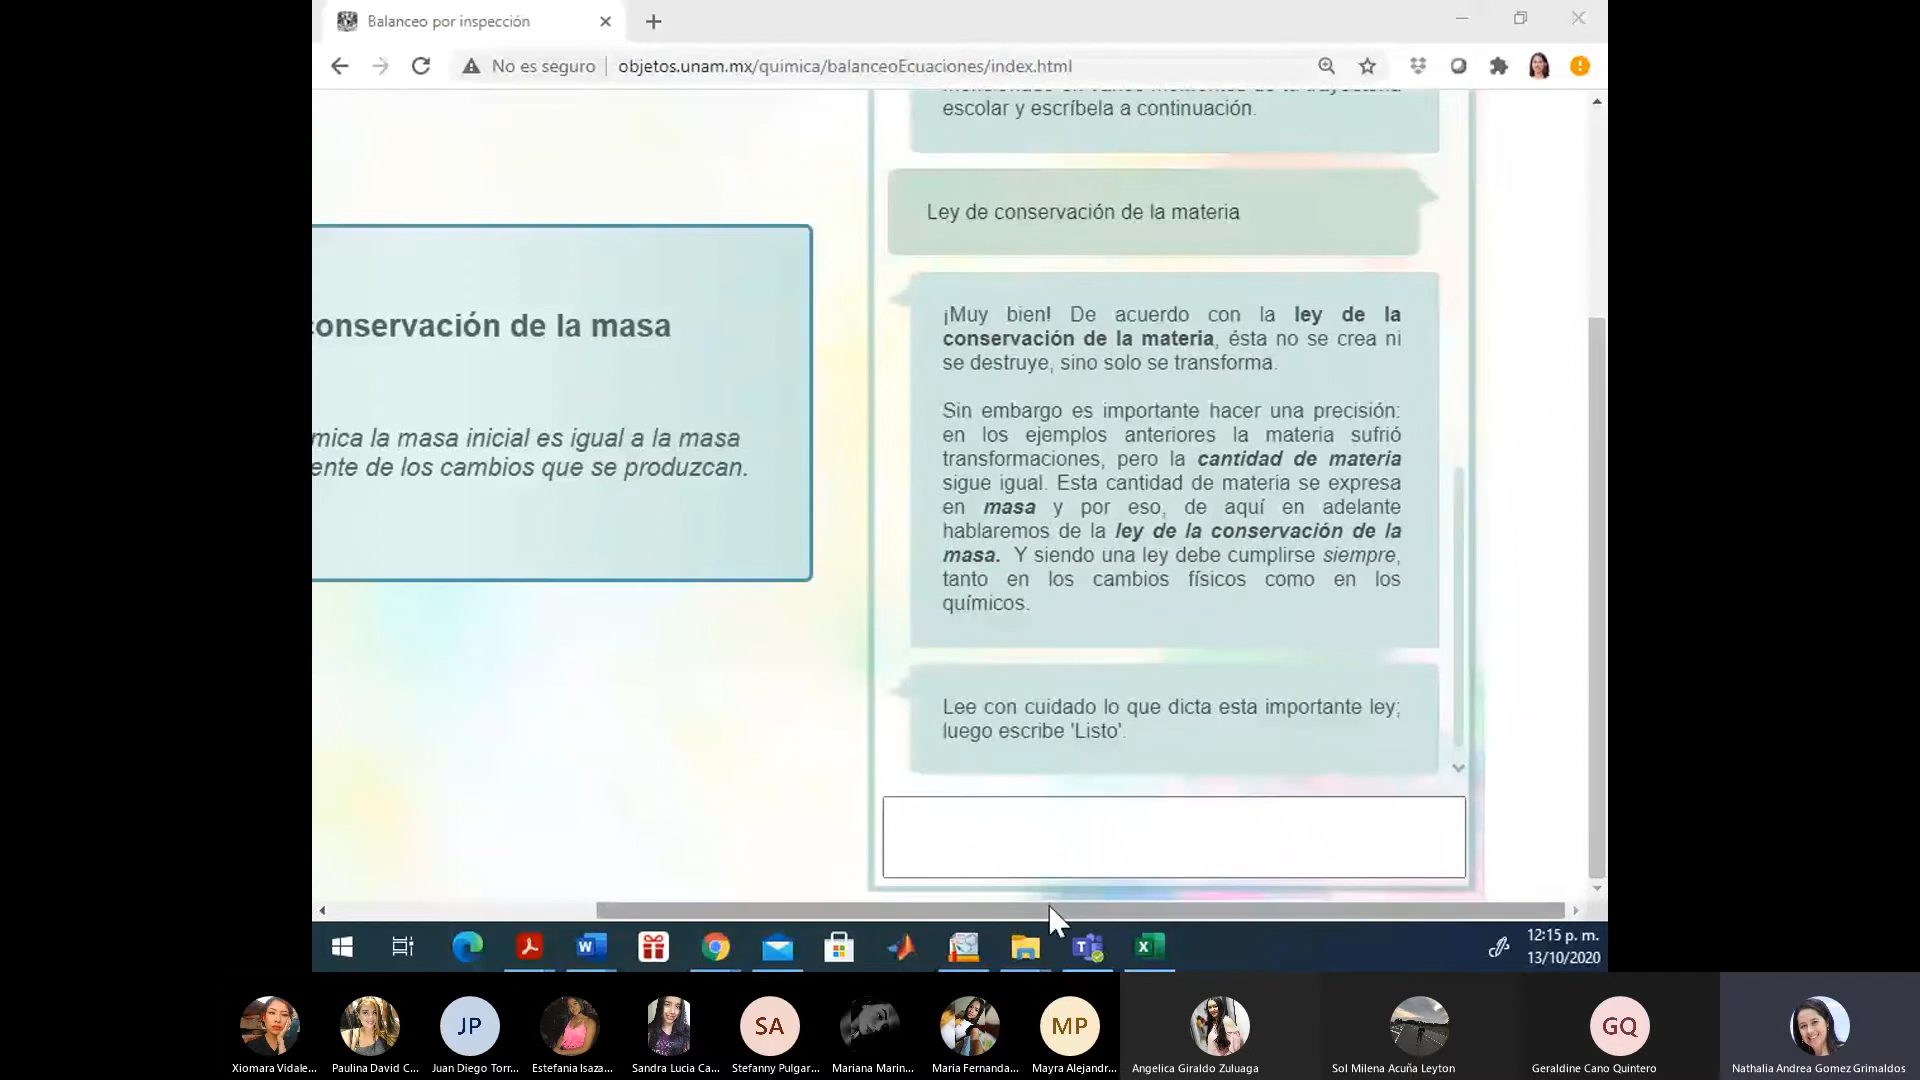 Balanceo por inspección
No es seguro
objetos.unam.mx/quimica/balanceoEcuaciones/index.html
escolar y escríbela a continuación.
Ley de conservación de la materia
conservación de la masa
mica la masa inicial es igual a la masa
ente de los cambios que se produzcan.
¡Muy bien! De acuerdo con la ley de la
conservación de la materia, ésta no se crea ni
se destruye, sino solo se transforma.
Sin embargo es importante hacer una precisión:
en los ejemplos anteriores la materia sufrió
transformaciones, pero la cantidad de materia
sigue igual. Esta cantidad de materia se expresa
en masa y por eso, de aquí en adelante
hablaremos de la ley de la conservación de la
masa. Y siendo una ley debe cumplirse siempre,
tanto en los cambios físicos como en los
químicos.
Lee con cuidado lo que dicta esta importante ley;
luego escribe 'Listo'.
12:15 p. m.
13/10/2020
JP
SA
MP
GQ
Xiomara Vidale...
Paulina David C...
Juan Diego Torr...
Estefania Isaza...
Sandra Lucia Ca...
Stefanny Pulgar...
Mariana Marin...
Maria Fernanda...
Mayra Alejandr...
Angelica Giraldo Zuluaga
Sol Milena Acuña Leyton
Geraldine Cano Quintero
Nathalia Andrea Gomez Grimaldos